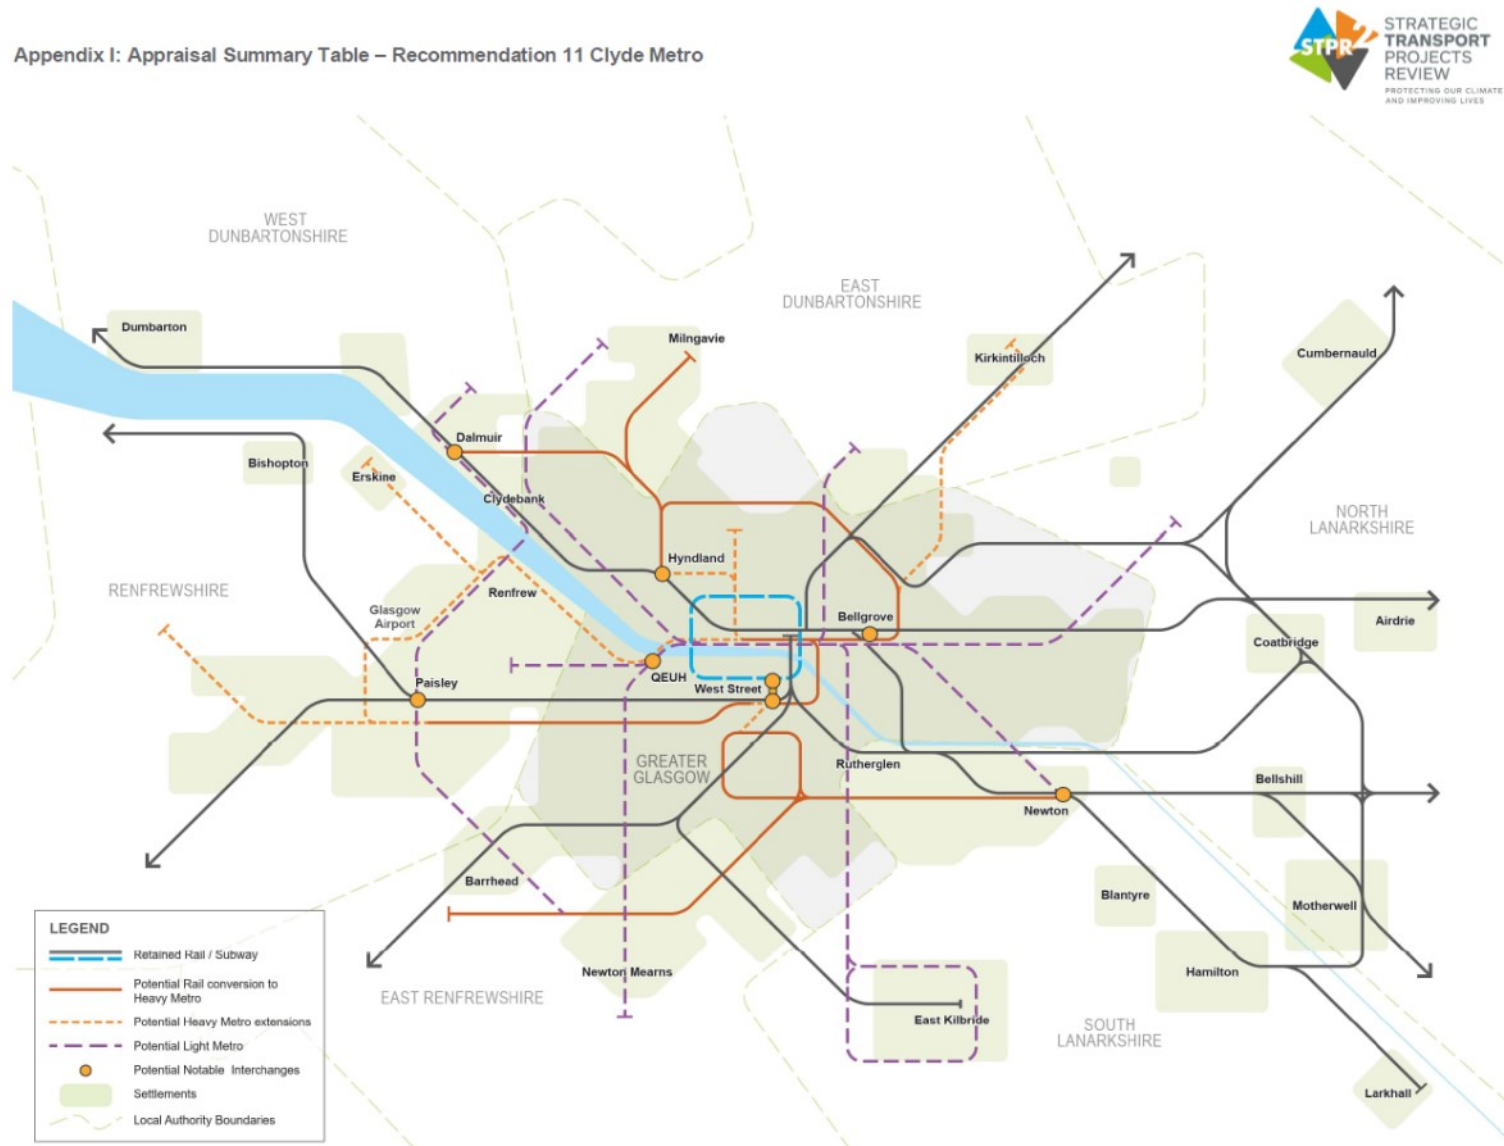 Appendix I: Appraisal Summary Table – Recommendation 11 Clyde Metro
STPR2
STRATEGIC
TRANSPORT
PROJECTS
REVIEW
PROTECTING OUR CLIMATE
AND IMPROVING LIVES
WEST
DUNBARTONSHIRE
EAST
DUNBARTONSHIRE
Dumbarton
Milngavie
Kirkintilloch
Cumbernauld
Dalmuir
Bishopton
Erskine
Clydebank
NORTH
LANARKSHIRE
Hyndland
RENFREWSHIRE
Renfrew
Glasgow
Airport
Bellgrove
Airdrie
Coatbridge
QEUH
Paisley
West Street
GREATER
GLASGOW
Rutherglen
Bellshill
Newton
Barrhead
Blantyre
Motherwell
Newton Mearns
Hamilton
EAST RENFREWSHIRE
East Kilbride
SOUTH
LANARKSHIRE
Larkhall
LEGEND
Retained Rail / Subway
Potential Rail conversion to
Heavy Metro
Potential Heavy Metro extensions
Potential Light Metro
Potential Notable Interchanges
Settlements
Local Authority Boundaries